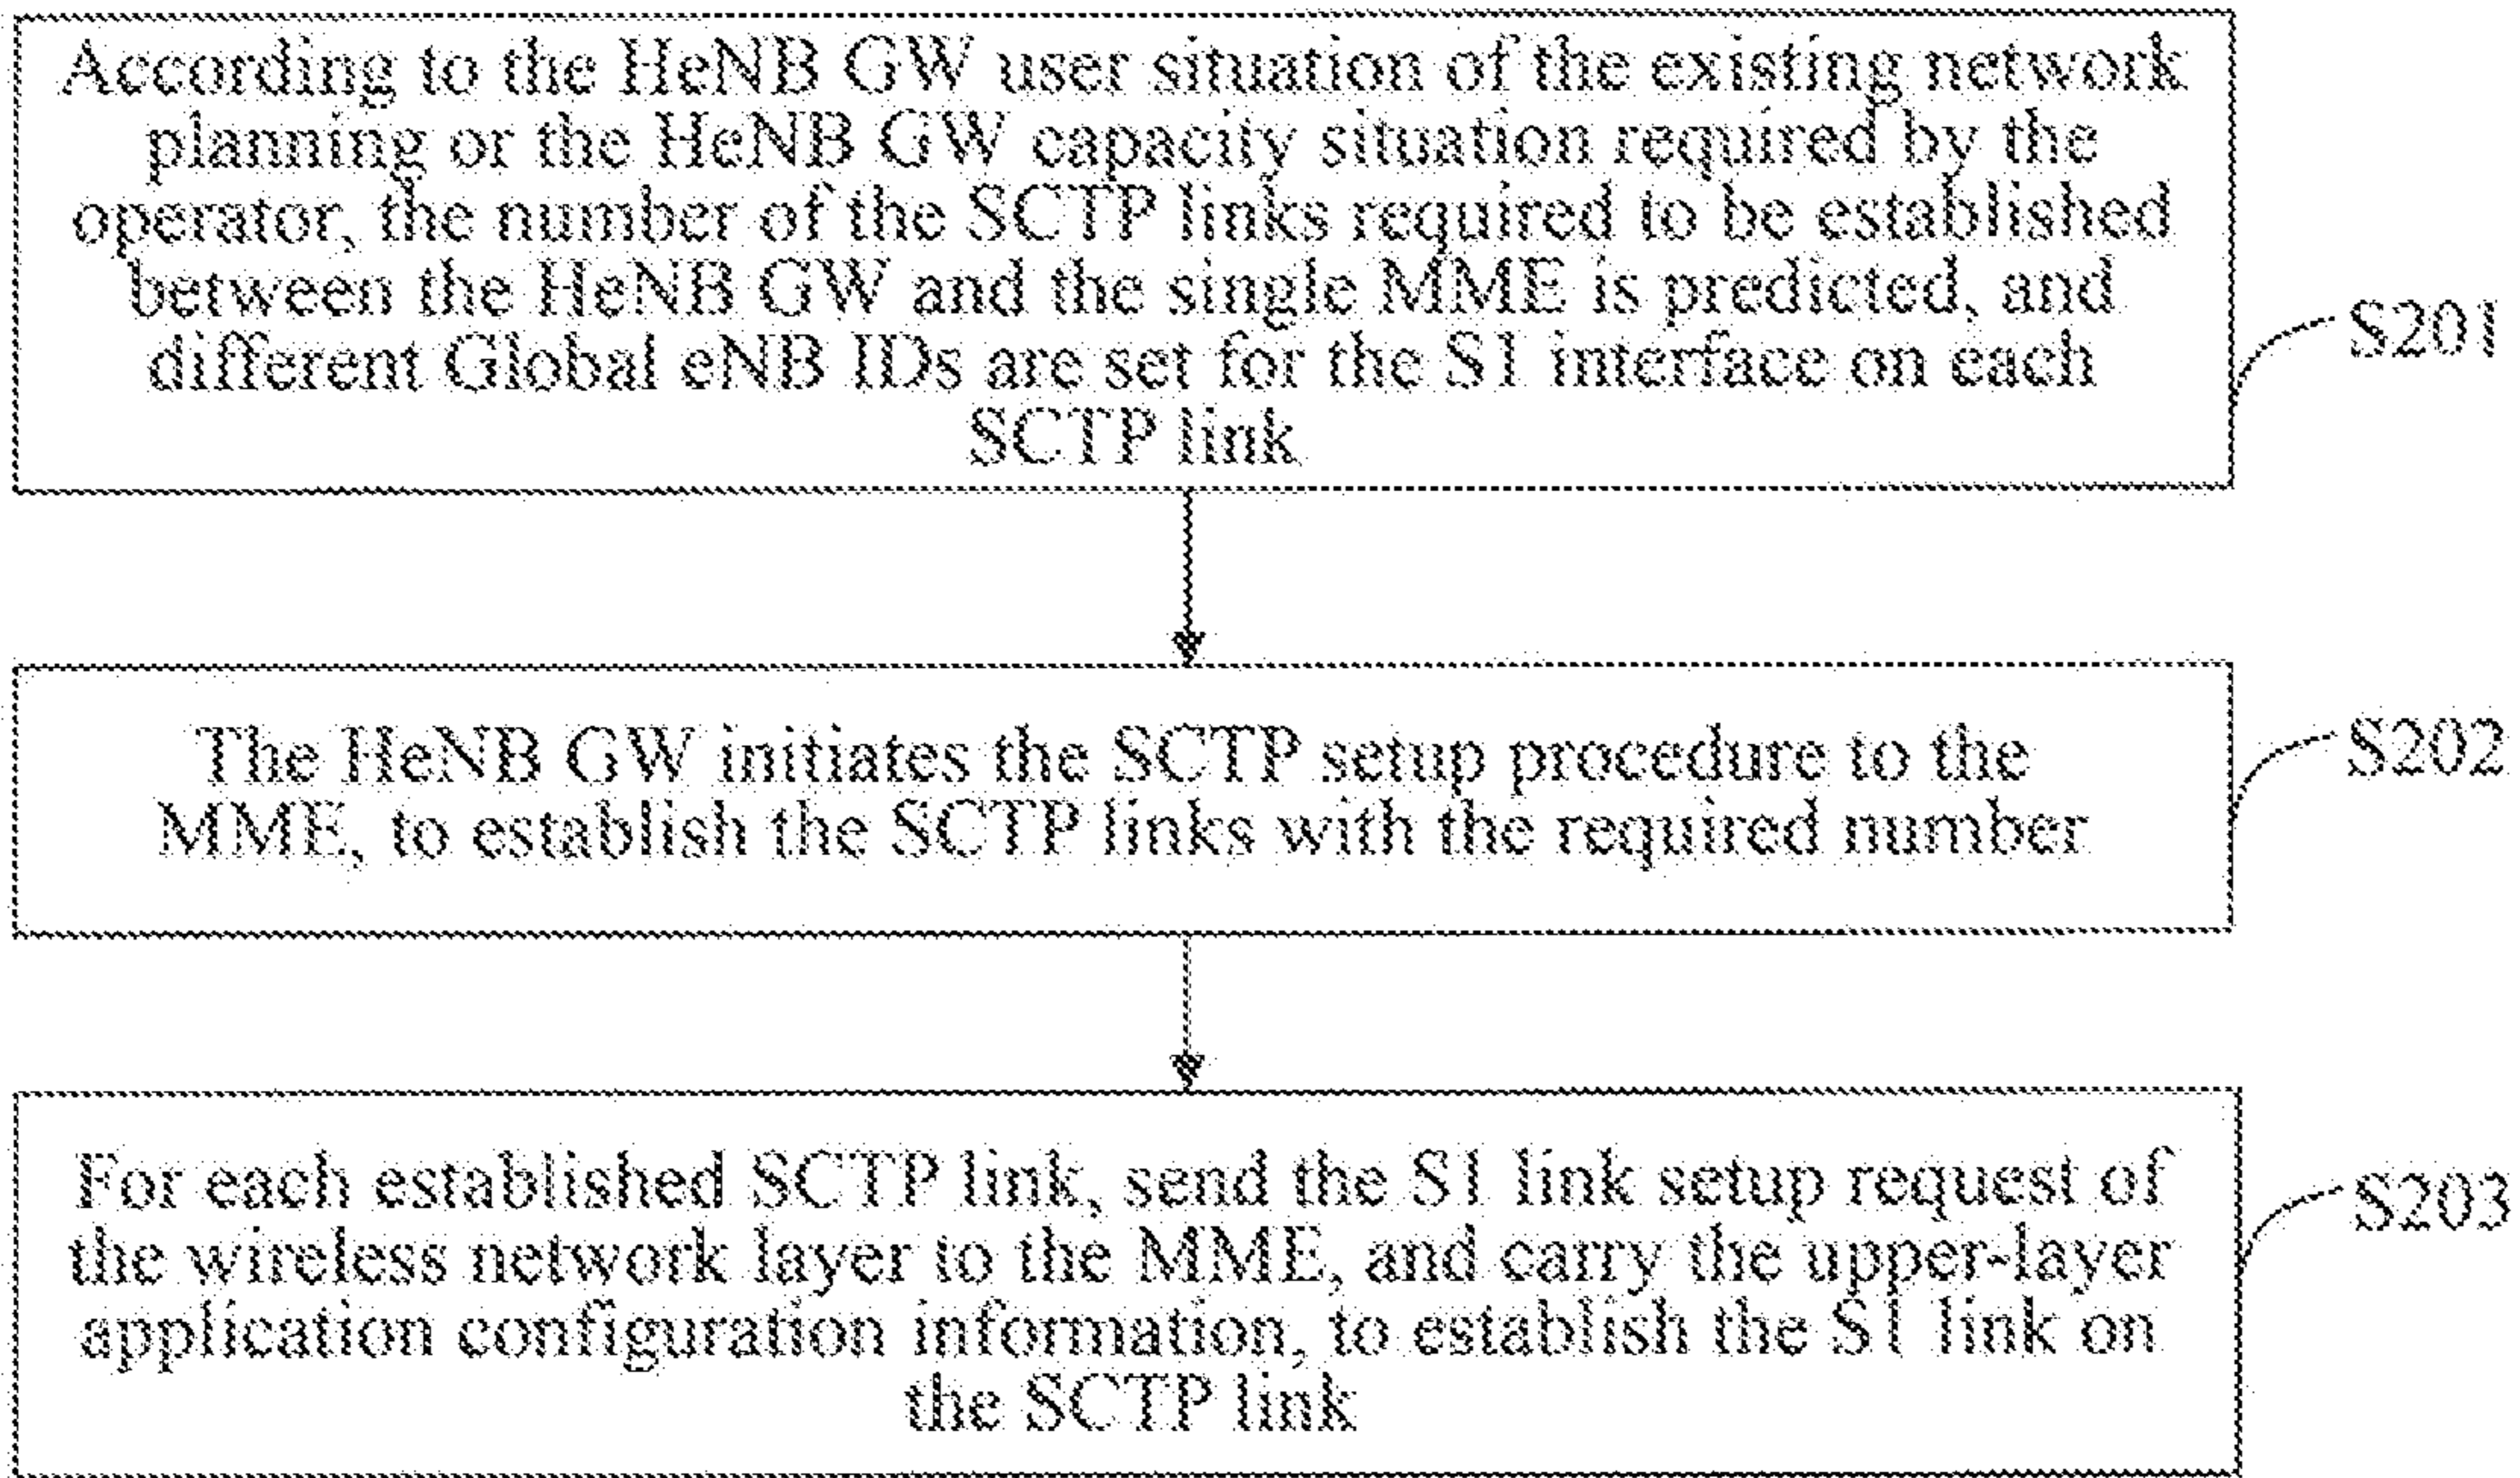 According to the HeNB GW user situation of the existing network
planning or the HeNB GW capacity situation required by the
operator, the number of the SCTP links required to be established
between the HeNB GW and the single MME is predicted, and
different Global eNB IDs are set for the S1 interface on each
SCTP link
S201
The HeNB GW initiates the SCTP setup procedure to the
MME, to establish the SCTP links with the required number
S202
For each established SCTP link, send the S1 link setup request of
the wireless network layer to the MME, and carry the upper-layer
application configuration information, to establish the S1 link on
the SCTP link
S203